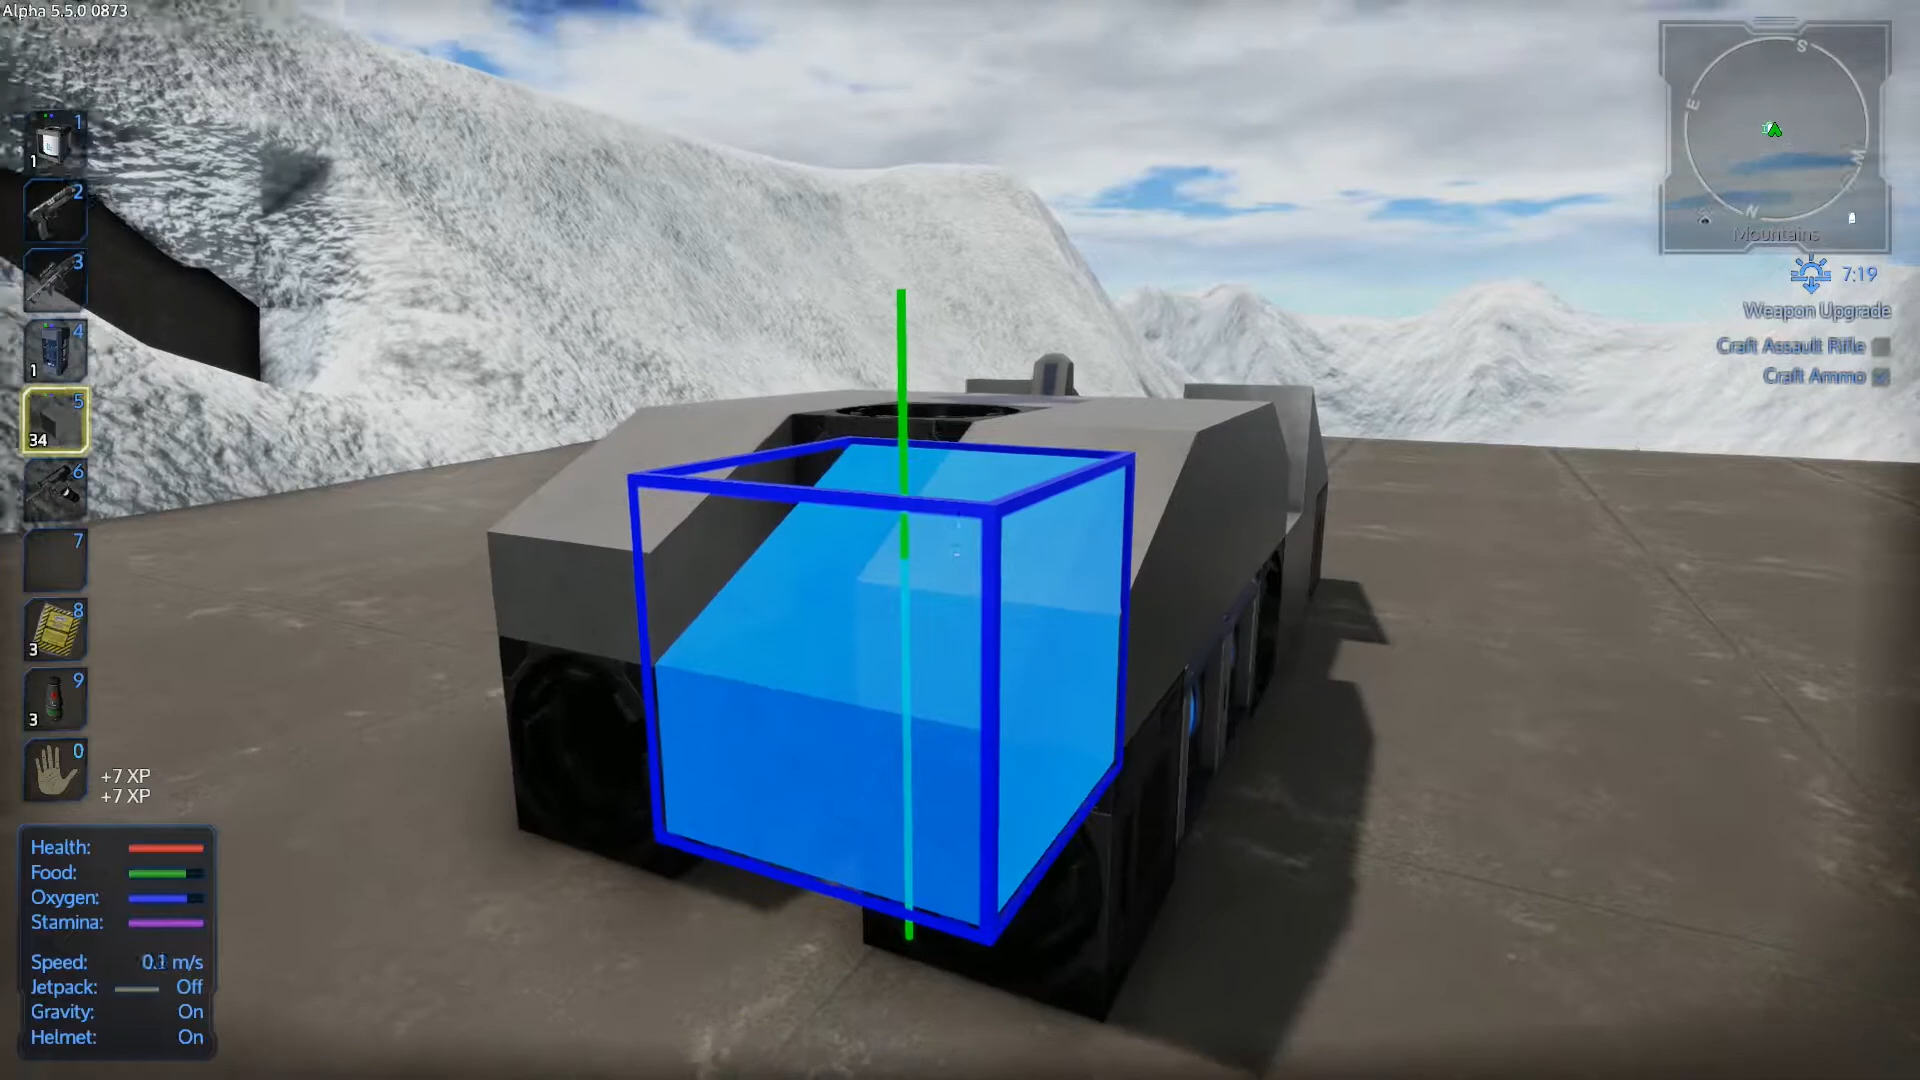 Alpha 5.5.0 0873
1
1
2
3
4
1
5
34
6
7
8
3
9
3
0
+7 XP
+7 XP
Health:
Food:
Oxygen:
Stamina:
Speed: 0.1 m/s
Jetpack: Off
Gravity: On
Helmet: On
S
E
W
N
Mountains
7:19
Weapon Upgrade
Craft Assault Rifle
Craft Ammo